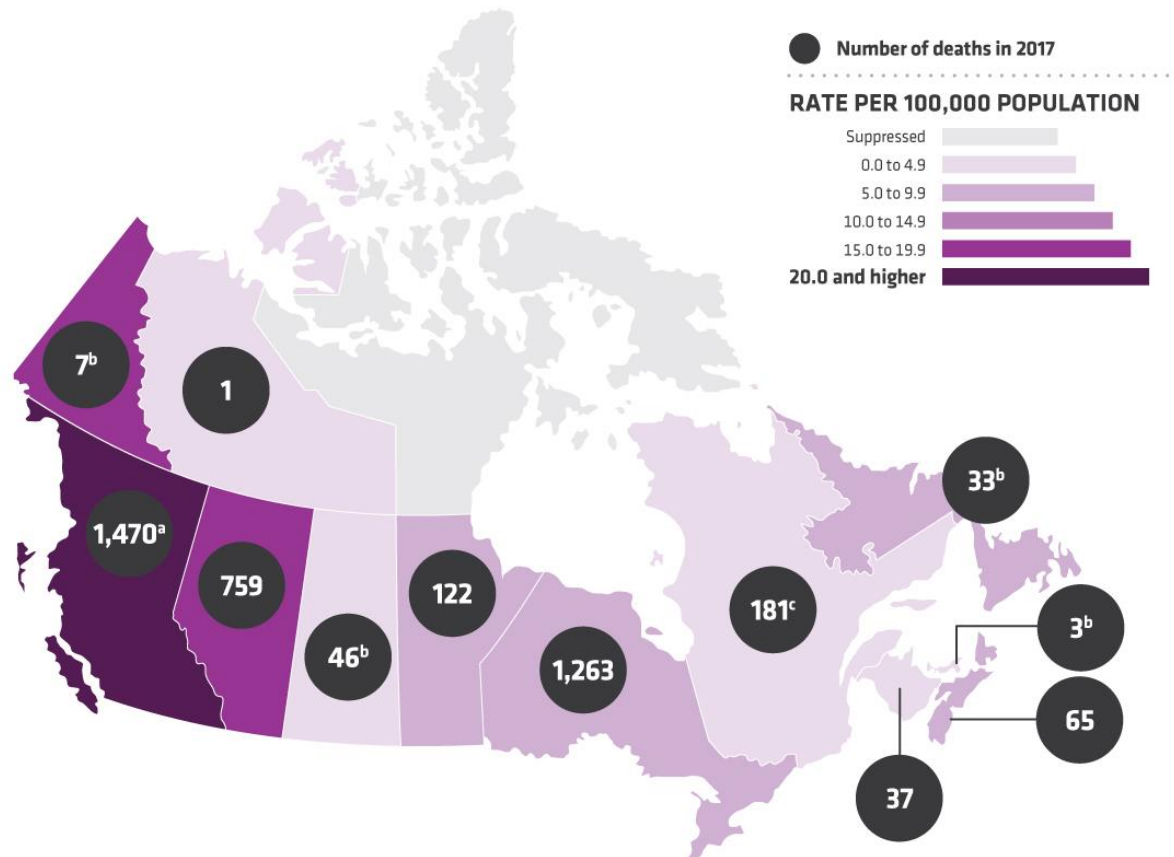 Number of deaths in 2017
RATE PER 100,000 POPULATION
Suppressed
0.0 to 4.9
5.0 to 9.9
10.0 to 14.9
15.0 to 19.9
20.0 and higher
7ᵇ
1
33ᵇ
1,470ᵃ
759
122
46ᵇ
1,263
181ᶜ
3ᵇ
65
37